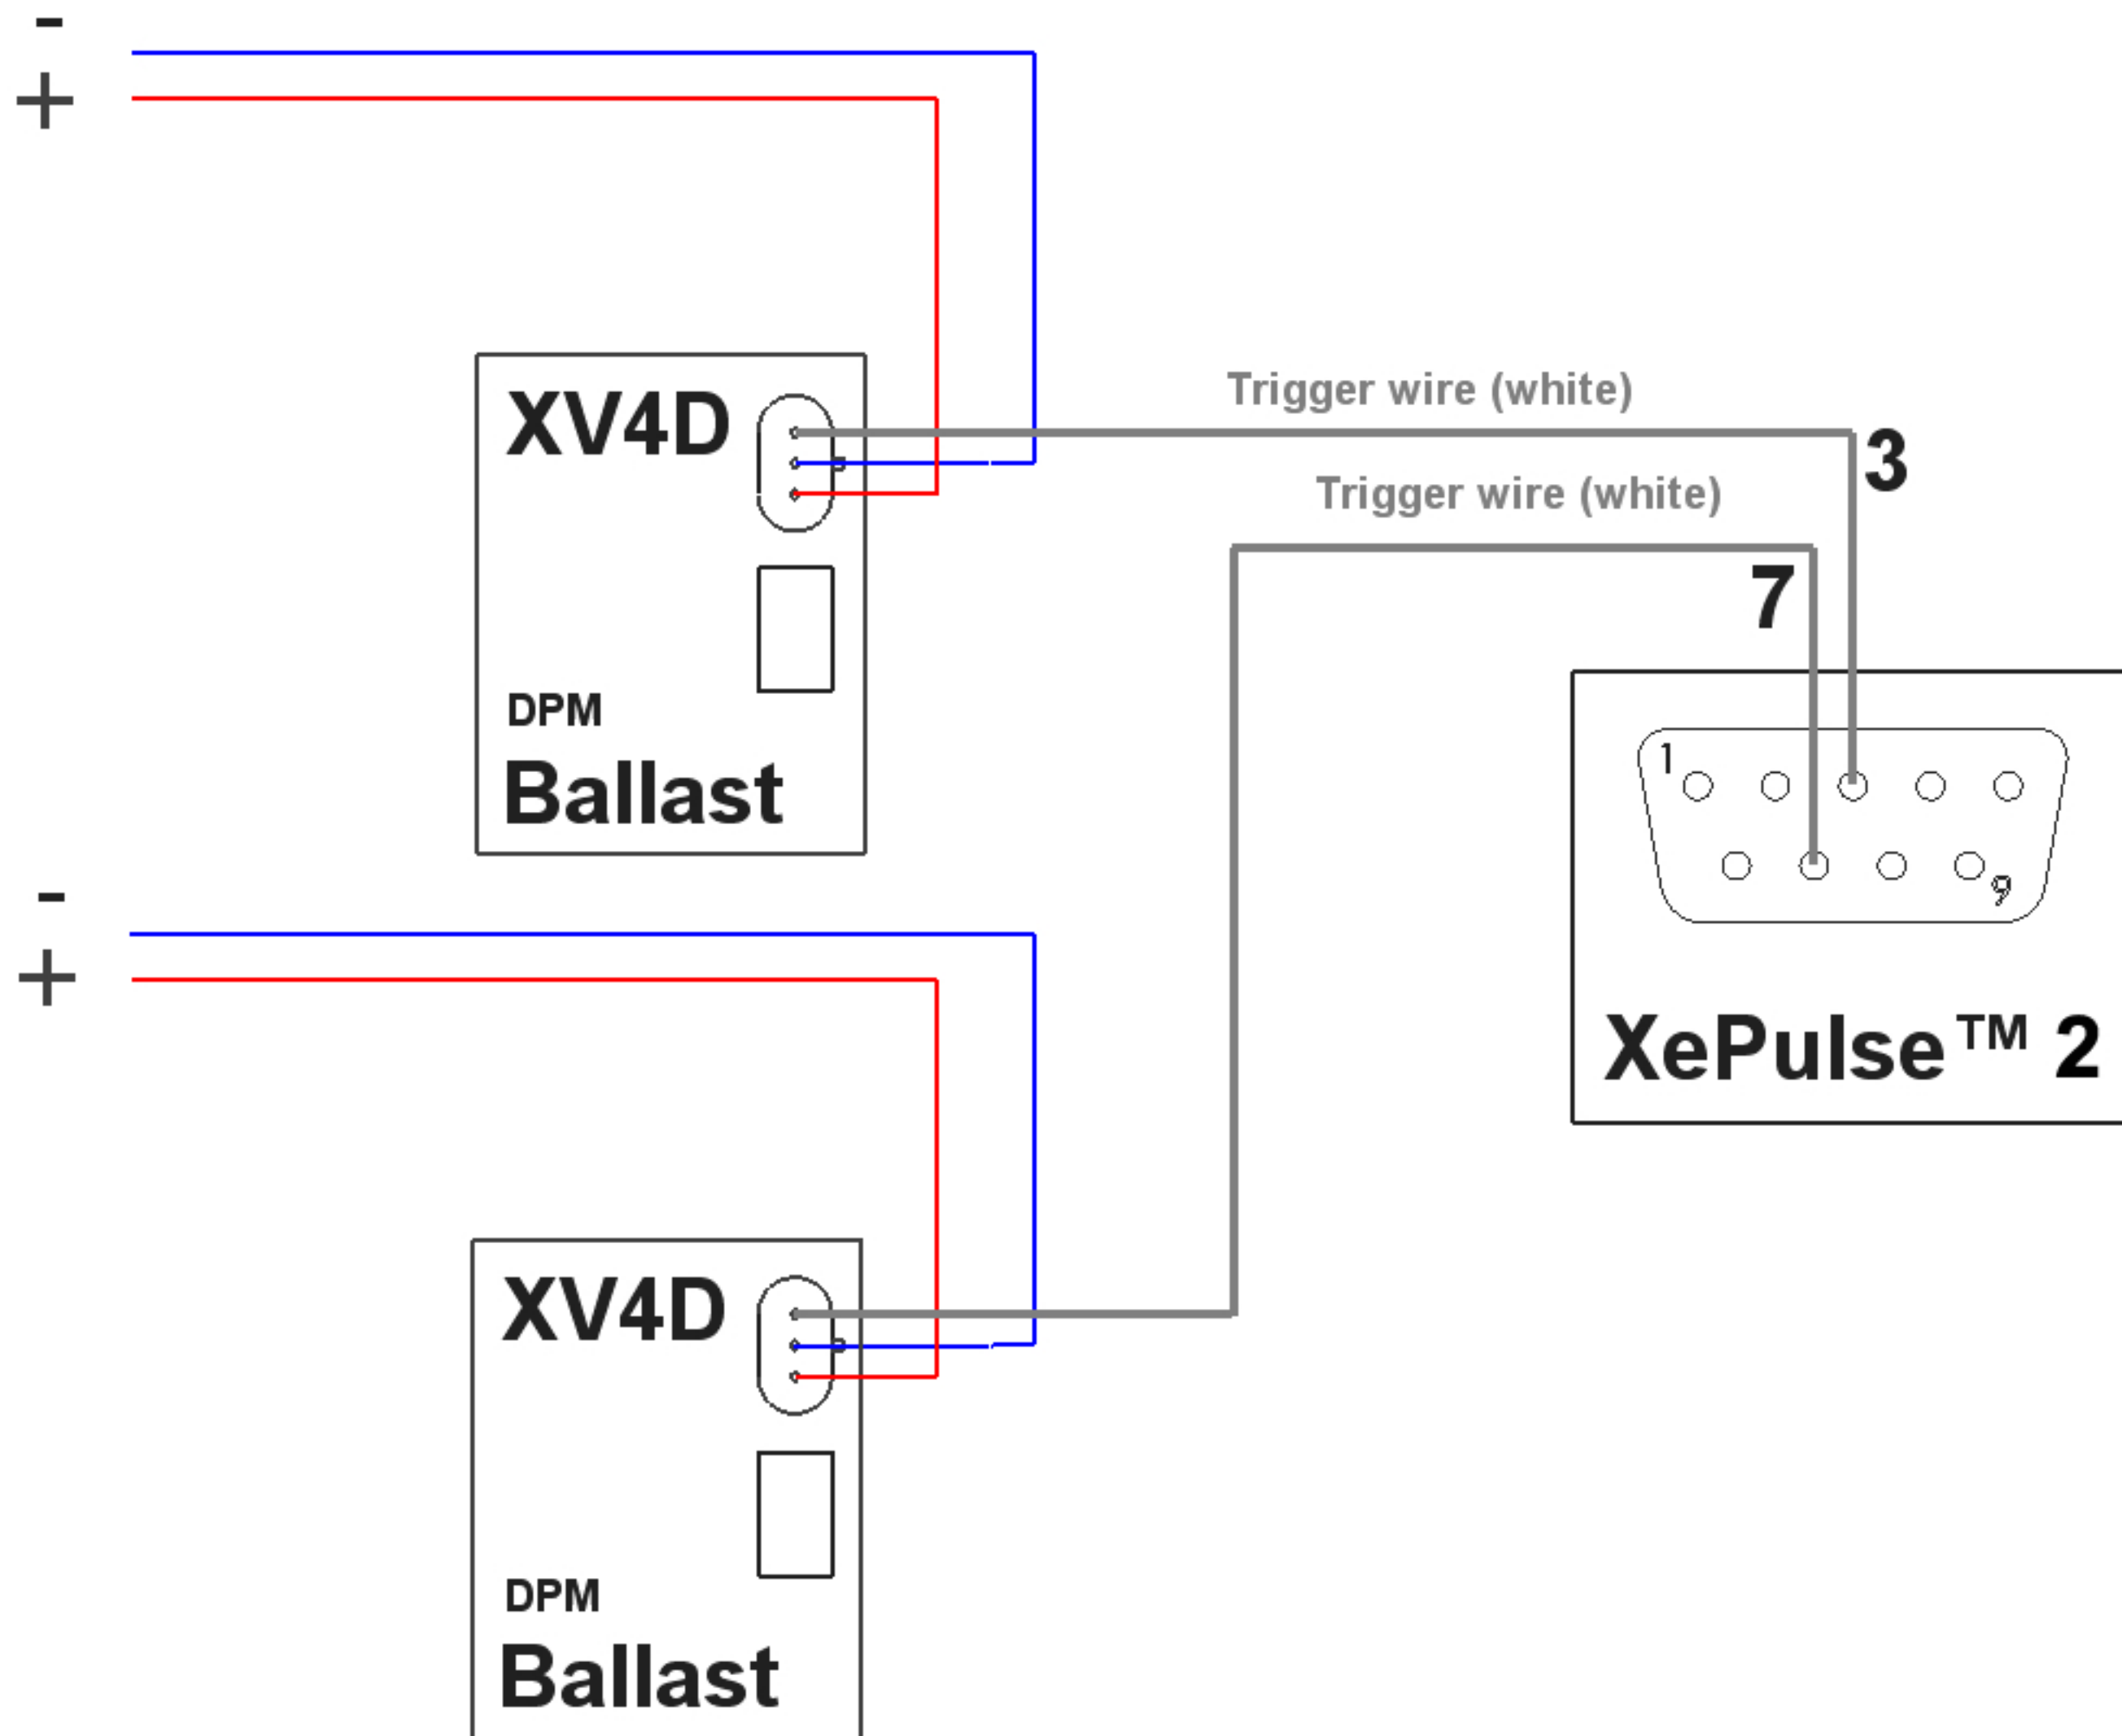 -
+
XV4D
Trigger wire (white)
3
Trigger wire (white)
7
DPM
Ballast
1
9
XePulse™ 2
-
+
XV4D
DPM
Ballast